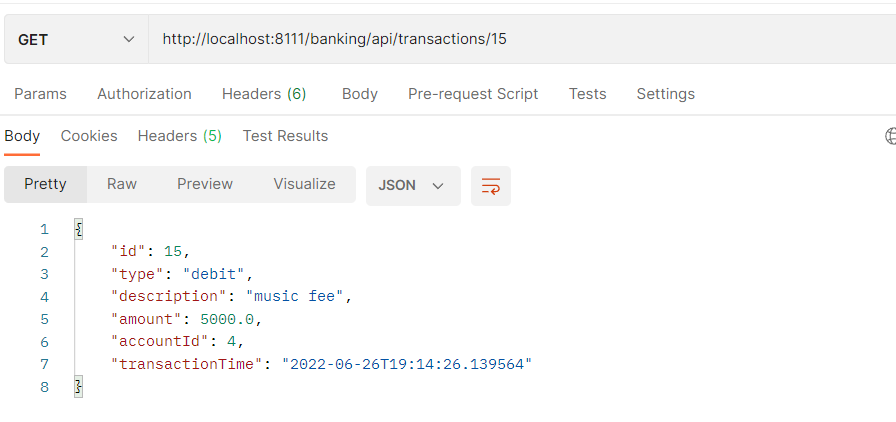 GET http://localhost:8111/banking/api/transactions/15
Params Authorization Headers (6) Body Pre-request Script Tests Settings
Body Cookies Headers (5) Test Results
Pretty Raw Preview Visualize JSON
1 {
2 "id": 15,
3 "type": "debit",
4 "description": "music fee",
5 "amount": 5000.0,
6 "accountId": 4,
7 "transactionTime": "2022-06-26T19:14:26.139564"
8 }